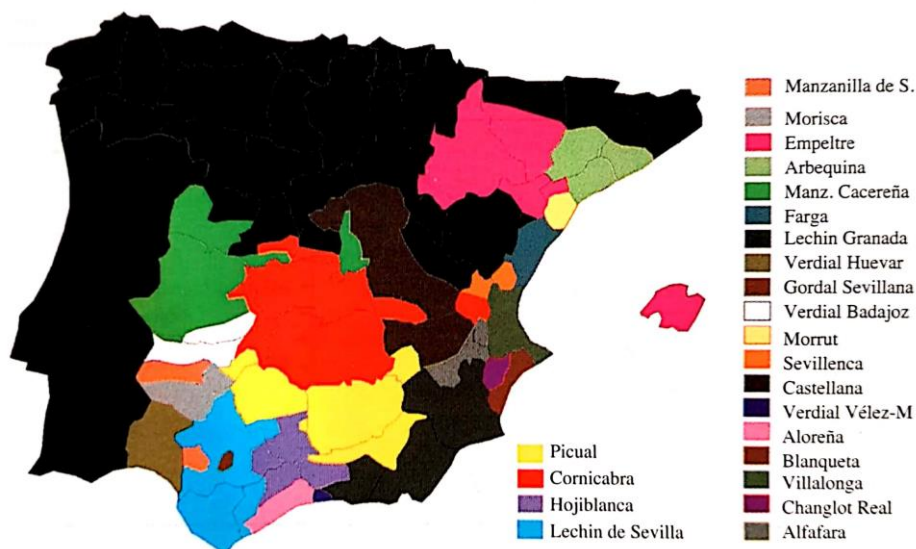 Manzanilla de S.
Morisca
Empeltre
Arbequina
Manz. Cacereña
Farga
Lechin Granada
Verdial Huevar
Gordal Sevillana
Verdial Badajoz
Morrut
Sevillenca
Castellana
Verdial Vélez-M
Aloreña
Blanqueta
Villalonga
Changlot Real
Alfafara
Picual
Cornicabra
Hojiblanca
Lechin de Sevilla